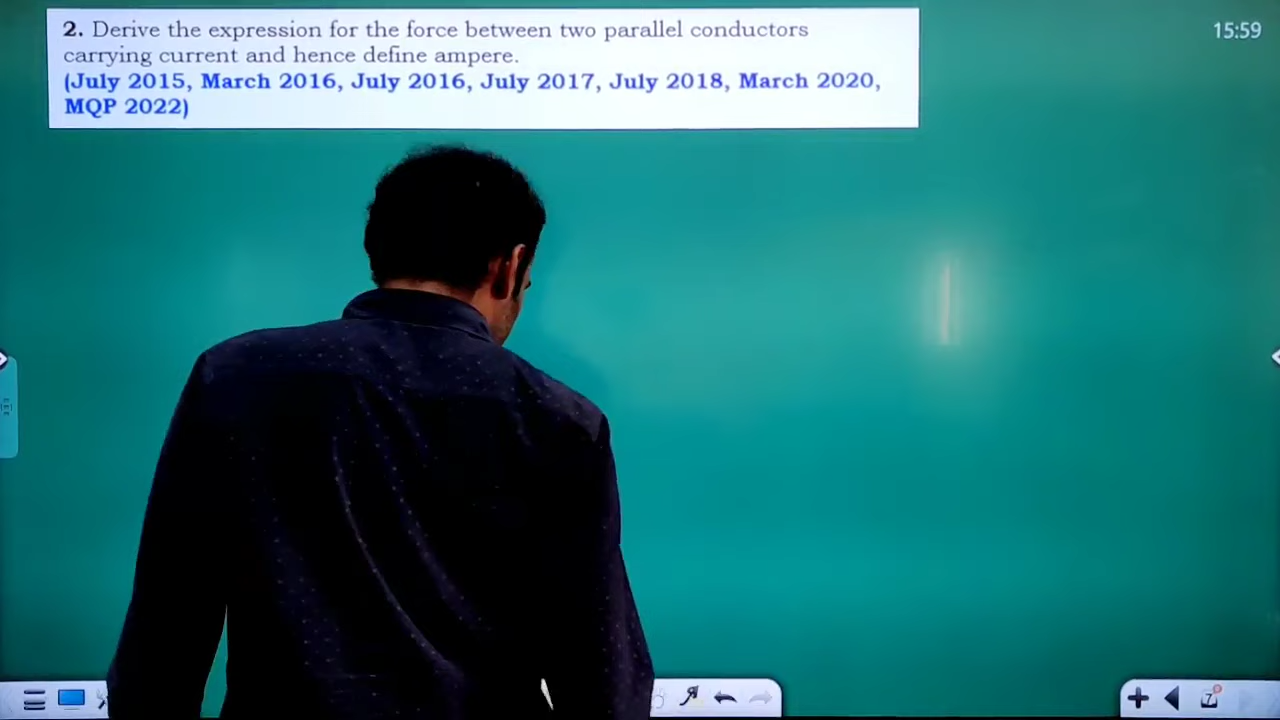 2. Derive the expression for the force between two parallel conductors
carrying current and hence define ampere.
(July 2015, March 2016, July 2016, July 2017, July 2018, March 2020,
MQP 2022)
15:59